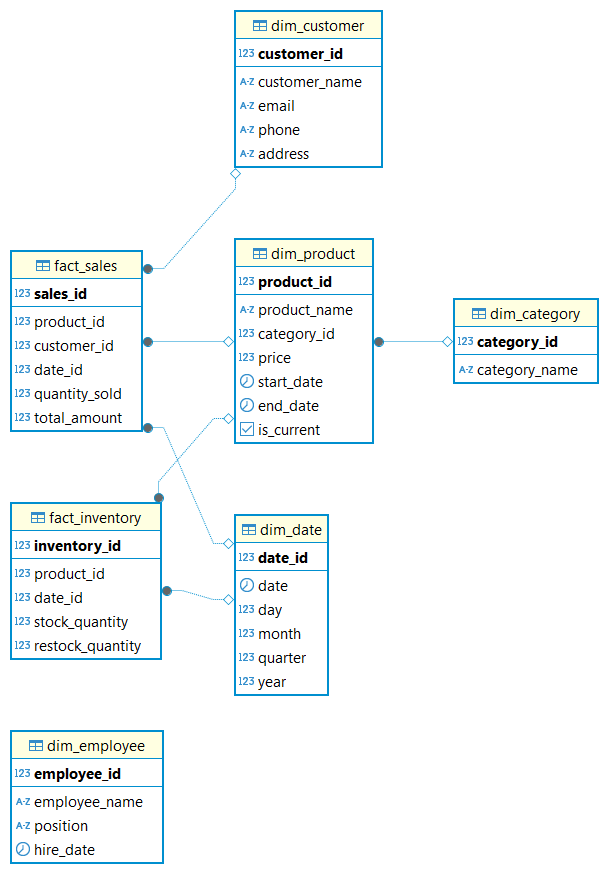 dim_customer
123 customer_id
A-Z customer_name
A-Z email
A-Z phone
A-Z address
fact_sales
123 sales_id
123 product_id
123 customer_id
123 date_id
123 quantity_sold
123 total_amount
dim_product
123 product_id
A-Z product_name
123 category_id
123 price
start_date
end_date
is_current
dim_category
123 category_id
A-Z category_name
fact_inventory
123 inventory_id
123 product_id
123 date_id
123 stock_quantity
123 restock_quantity
dim_date
123 date_id
date
123 day
123 month
123 quarter
123 year
dim_employee
123 employee_id
A-Z employee_name
A-Z position
hire_date